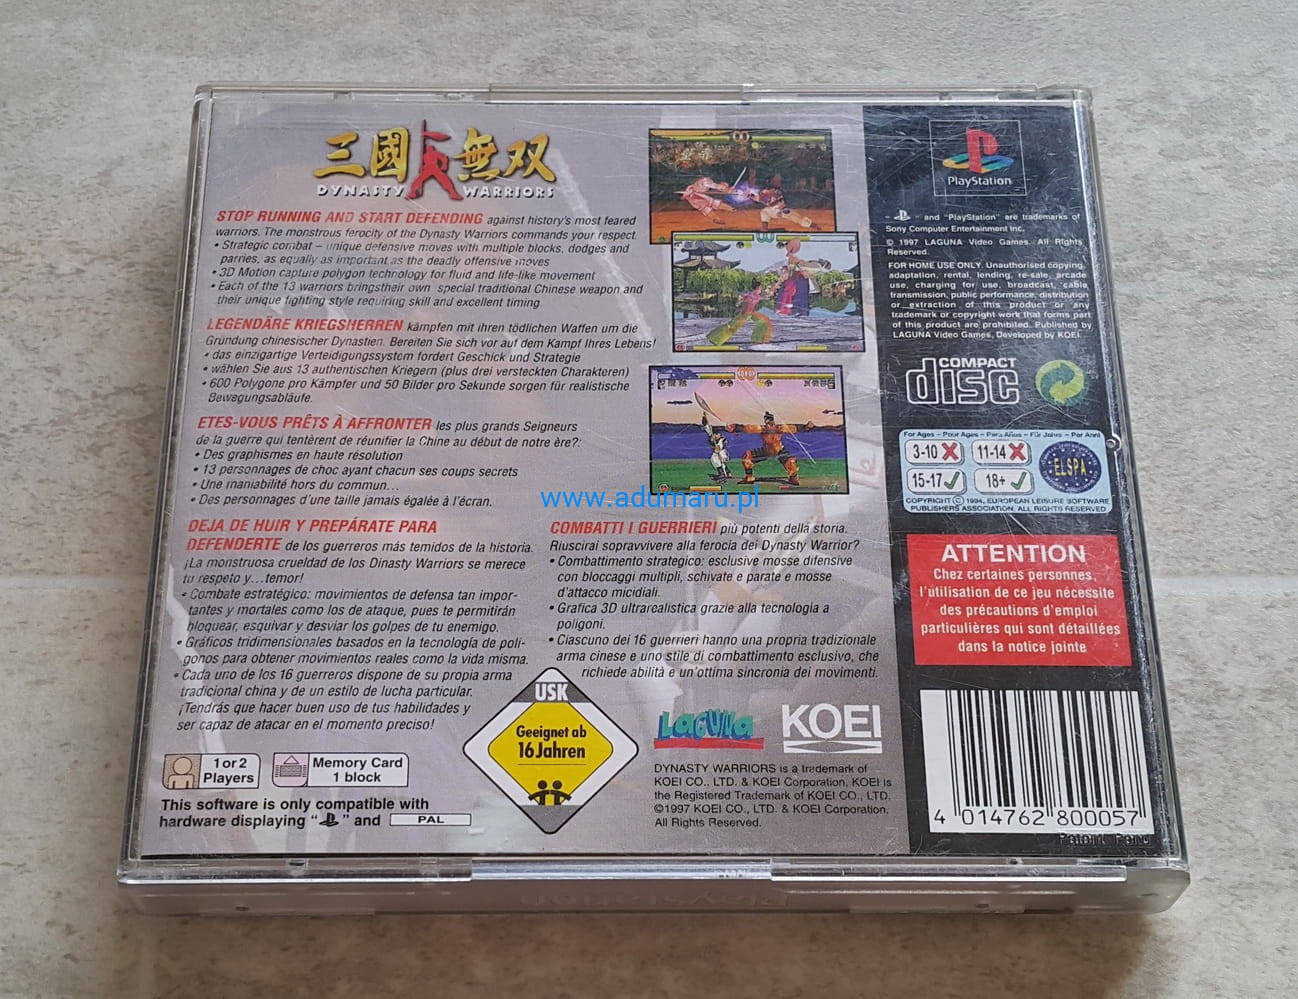 三國無双
DYNASTY WARRIORS
STOP RUNNING AND START DEFENDING against history's most feared
warriors. The monstrous ferocity of the Dynasty Warriors commands your respect.
• Strategic combat – unique defensive moves with multiple blocks, dodges and
parries, as equally as important as the deadly offensive moves
• 3D Motion capture polygon technology for fluid and life-like movement
• Each of the 13 warriors bringstheir own special traditional Chinese weapon and
their unique fighting style requiring skill and excellent timing.
LEGENDÄRE KRIEGSHERREN kämpfen mit ihren tödlichen Waffen um die
Gründung chinesischer Dynastien. Bereiten Sie sich vor auf dem Kampf Ihres Lebens!
• das einzigartige Verteidigungssystem fordert Geschick und Strategie
• wählen Sie aus 13 authentischen Kriegern (plus drei versteckten Charakteren)
• 600 Polygone pro Kämpfer und 50 Bilder pro Sekunde sorgen für realistische
Bewegungsabläufe.
ETES-VOUS PRÊTS À AFFRONTER les plus grands Seigneurs
de la guerre qui tentèrent de réunifier la Chine au début de notre ère?:
• Des graphismes en haute résolution
• 13 personnages de choc ayant chacun ses coups secrets
• Une maniabilité hors du commun...
• Des personnages d'une taille jamais égalée à l'écran.
DEJA DE HUIR Y PREPÁRATE PARA
DEFENDERTE de los guerreros más temidos de la historia.
¡La monstruosa crueldad de los Dinasty Warriors se merece
tu respeto y...temor!
• Combate estratégico: movimientos de defensa tan impor-
tantes y mortales como los de ataque, pues te permitirán
bloquear, esquivar y desviar los golpes de tu enemigo.
• Gráficos tridimensionales basados en la tecnología de polí-
gonos para obtener movimientos reales como la vida misma.
• Cada uno de los 16 guerreros dispone de su propia arma
tradicional china y de un estilo de lucha particular.
¡Tendrás que hacer buen uso de tus habilidades y
ser capaz de atacar en el momento preciso!
COMBATTI I GUERRIERI più potenti della storia.
Riuscirai sopravvivere alla ferocia dei Dynasty Warrior?
• Combattimento strategico: esclusive mosse difensive
con bloccaggi multipli, schivate e parate e mosse
d'attacco micidiali.
• Grafica 3D ultrarealistica grazie alla tecnologia a
poligoni.
• Ciascuno dei 16 guerrieri hanno una propria tradizionale
arma cinese e uno stile di combattimento esclusivo, che
richiede abilità e un'ottima sincronia dei movimenti.
www.adumaru.pl
1 or 2
Players
Memory Card
1 block
This software is only compatible with
hardware displaying " " and PAL
USK
Geeignet ab
16 Jahren
LAGUNA
KOEI
DYNASTY WARRIORS is a trademark of
KOEI CO., LTD. & KOEI Corporation, KOEI is
the Registered Trademark of KOEI CO., LTD.
©1997 KOEI CO., LTD. & KOEI Corporation.
All Rights Reserved.
PlayStation
" " and "PlayStation" are trademarks of
Sony Computer Entertainment Inc.
© 1997 LAGUNA Video Games. All Rights
Reserved.
FOR HOME USE ONLY. Unauthorised copying,
adaptation, rental, lending, re-sale, arcade
use, charging for use, broadcast, cable
transmission, public performance, distribution
or extraction of this product or any
trademark or copyright work that forms part
of this product are prohibited. Published by
LAGUNA Video Games, Developed by KOEI.
COMPACT
disc
For Ages - Pour Ages - Para Años - Für Jahre - Per Anni
3-10 11-14
15-17 18+
ELSPA
COPYRIGHT © 1994, EUROPEAN LEISURE SOFTWARE
PUBLISHERS ASSOCIATION. ALL RIGHTS RESERVED
ATTENTION
Chez certaines personnes,
l'utilisation de ce jeu nécessite
des précautions d'emploi
particulières qui sont détaillées
dans la notice jointe
4 014762 800057
Patent Pend
PlayStation